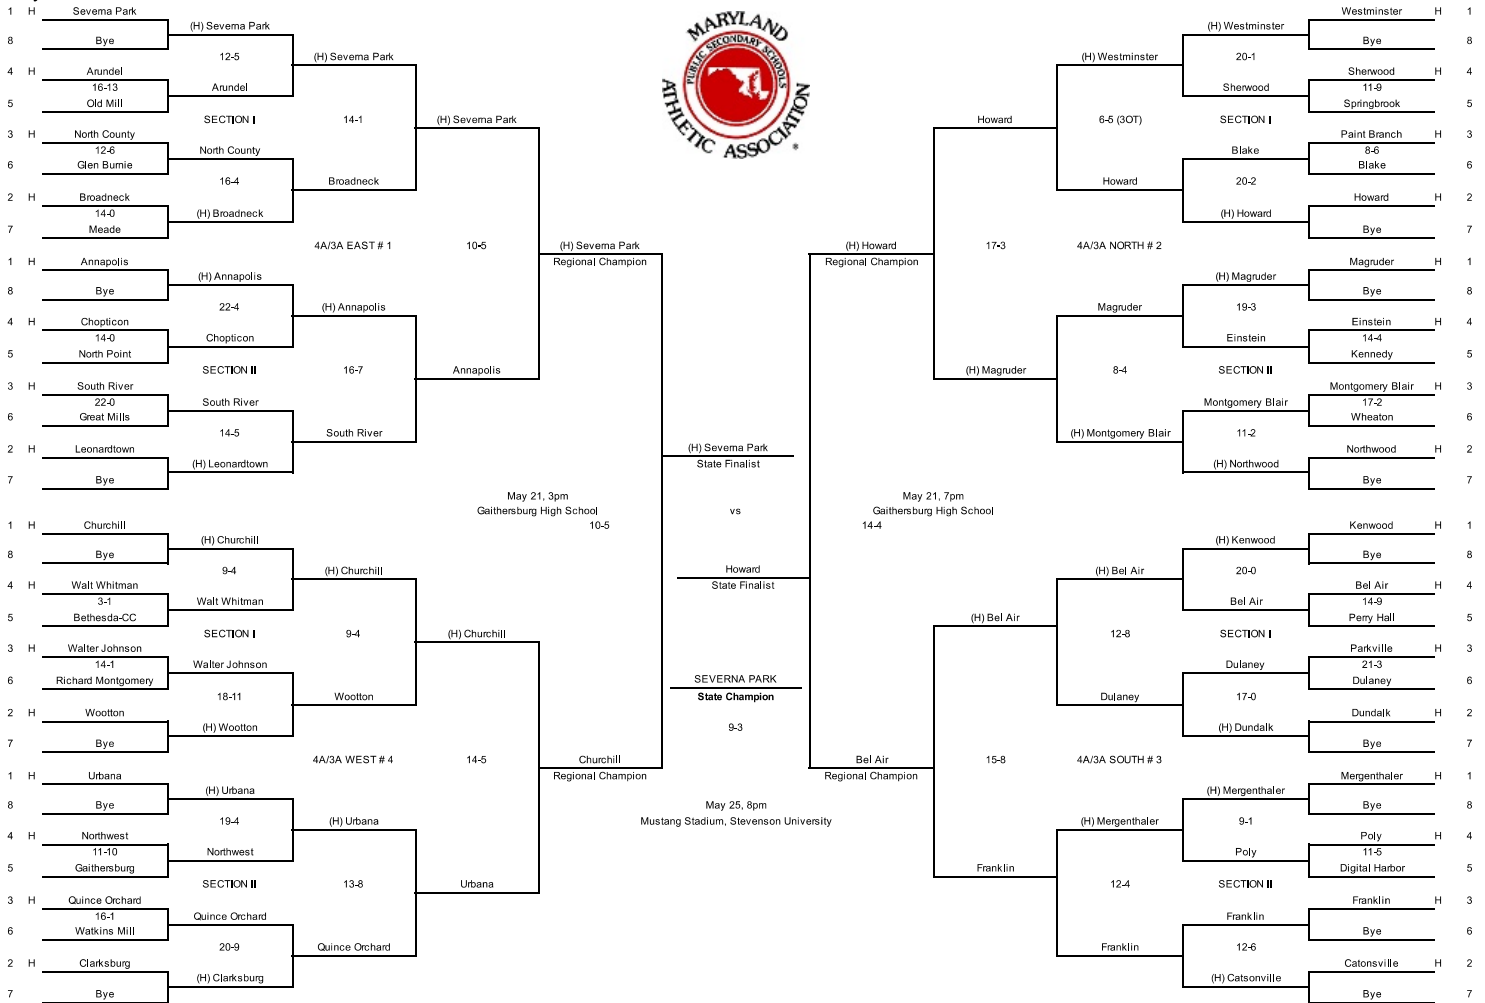 1 H Severna Park
8 Bye
(H) Severna Park
12-5
4 H Arundel
16-13
5 Old Mill
Arundel
(H) Severna Park
SECTION I
14-1
3 H North County
12-6
6 Glen Burnie
North County
16-4
2 H Broadneck
14-0
7 Meade
(H) Broadneck
Broadneck
(H) Severna Park
4A/3A EAST # 1
10-5
1 H Annapolis
8 Bye
(H) Annapolis
22-4
4 H Chopticon
14-0
5 North Point
Chopticon
(H) Annapolis
SECTION II
16-7
3 H South River
22-0
6 Great Mills
South River
14-5
2 H Leonardtown
7 Bye
(H) Leonardtown
South River
Annapolis
(H) Severna Park
Regional Champion
May 21, 3pm
Gaithersburg High School
10-5
1 H Churchill
8 Bye
(H) Churchill
9-4
4 H Walt Whitman
3-1
5 Bethesda-CC
Walt Whitman
(H) Churchill
SECTION I
9-4
3 H Walter Johnson
14-1
6 Richard Montgomery
Walter Johnson
18-11
2 H Wootton
7 Bye
(H) Wootton
Wootton
(H) Churchill
4A/3A WEST # 4
14-5
1 H Urbana
8 Bye
(H) Urbana
19-4
4 H Northwest
11-10
5 Gaithersburg
Northwest
(H) Urbana
SECTION II
13-8
3 H Quince Orchard
16-1
6 Watkins Mill
Quince Orchard
20-9
2 H Clarksburg
7 Bye
(H) Clarksburg
Quince Orchard
Urbana
Churchill
Regional Champion
MARYLAND
PUBLIC SECONDARY SCHOOLS
ATHLETIC ASSOCIATION
®
(H) Severna Park
State Finalist
vs
Howard
State Finalist
SEVERNA PARK
State Champion
9-3
May 25, 8pm
Mustang Stadium, Stevenson University
Westminster H 1
Bye 8
(H) Westminster
20-1
Sherwood H 4
11-9
Springbrook 5
Sherwood
(H) Westminster
SECTION I
6-5 (3OT)
Paint Branch H 3
8-6
Blake 6
Blake
20-2
Howard H 2
Bye 7
(H) Howard
Howard
Howard
4A/3A NORTH # 2
17-3
Magruder H 1
Bye 8
(H) Magruder
19-3
Einstein H 4
14-4
Kennedy 5
Einstein
Magruder
SECTION II
8-4
Montgomery Blair H 3
17-2
Wheaton 6
Montgomery Blair
11-2
Northwood H 2
Bye 7
(H) Northwood
(H) Montgomery Blair
(H) Magruder
(H) Howard
Regional Champion
May 21, 7pm
Gaithersburg High School
14-4
Kenwood H 1
Bye 8
(H) Kenwood
20-0
Bel Air H 4
14-9
Perry Hall 5
Bel Air
(H) Bel Air
SECTION I
12-8
Parkville H 3
21-3
Dulaney 6
Dulaney
17-0
Dundalk H 2
Bye 7
(H) Dundalk
Dulaney
(H) Bel Air
4A/3A SOUTH # 3
15-8
Mergenthaler H 1
Bye 8
(H) Mergenthaler
9-1
Poly H 4
11-5
Digital Harbor 5
Poly
(H) Mergenthaler
SECTION II
12-4
Franklin H 3
Bye 6
Franklin
12-6
Catonsville H 2
Bye 7
(H) Catsonville
Franklin
Franklin
Bel Air
Regional Champion